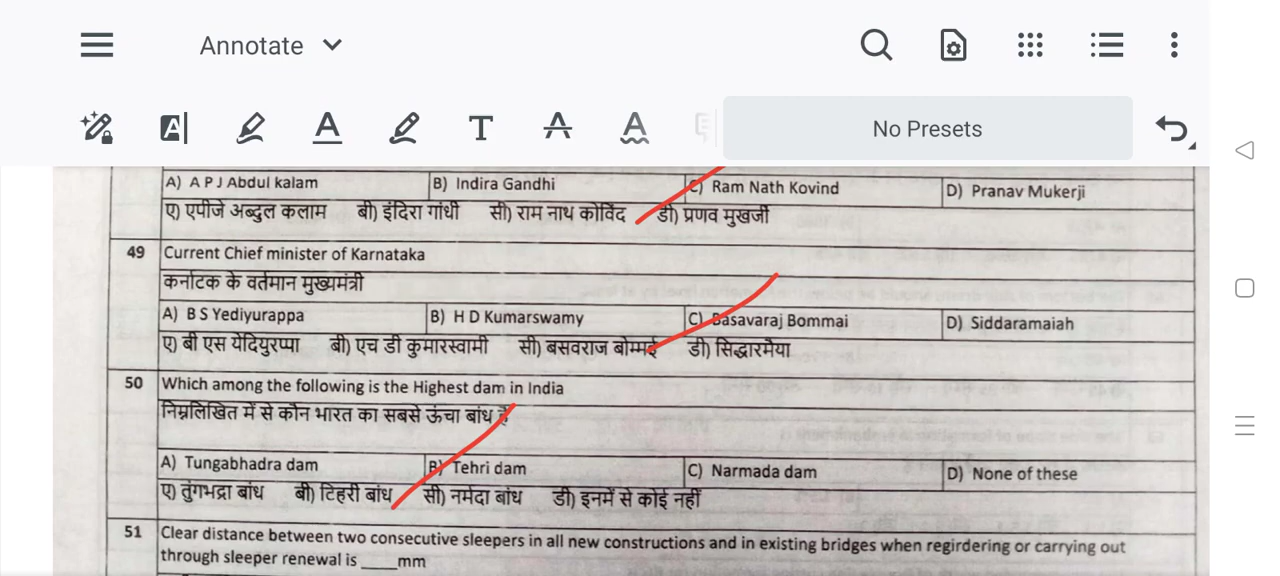 Annotate
No Presets
A) A P J Abdul kalam B) Indira Gandhi C) Ram Nath Kovind D) Pranav Mukerji
ए) एपीजे अब्दुल कलाम बी) इंदिरा गांधी सी) राम नाथ कोविंद डी) प्रणव मुखर्जी
49 Current Chief minister of Karnataka
कर्नाटक के वर्तमान मुख्यमंत्री
A) B S Yediyurappa B) H D Kumarswamy C) Basavaraj Bommai D) Siddaramaiah
ए) बी एस येदियुरप्पा बी) एच डी कुमारस्वामी सी) बसवराज बोम्मई डी) सिद्धारमैया
50 Which among the following is the Highest dam in India
निम्नलिखित में से कौन भारत का सबसे ऊंचा बांध है
A) Tungabhadra dam B) Tehri dam C) Narmada dam D) None of these
ए) तुंगभद्रा बांध बी) टिहरी बांध सी) नर्मदा बांध डी) इनमें से कोई नहीं
51 Clear distance between two consecutive sleepers in all new constructions and in existing bridges when regirdering or carrying out
through sleeper renewal is ____mm